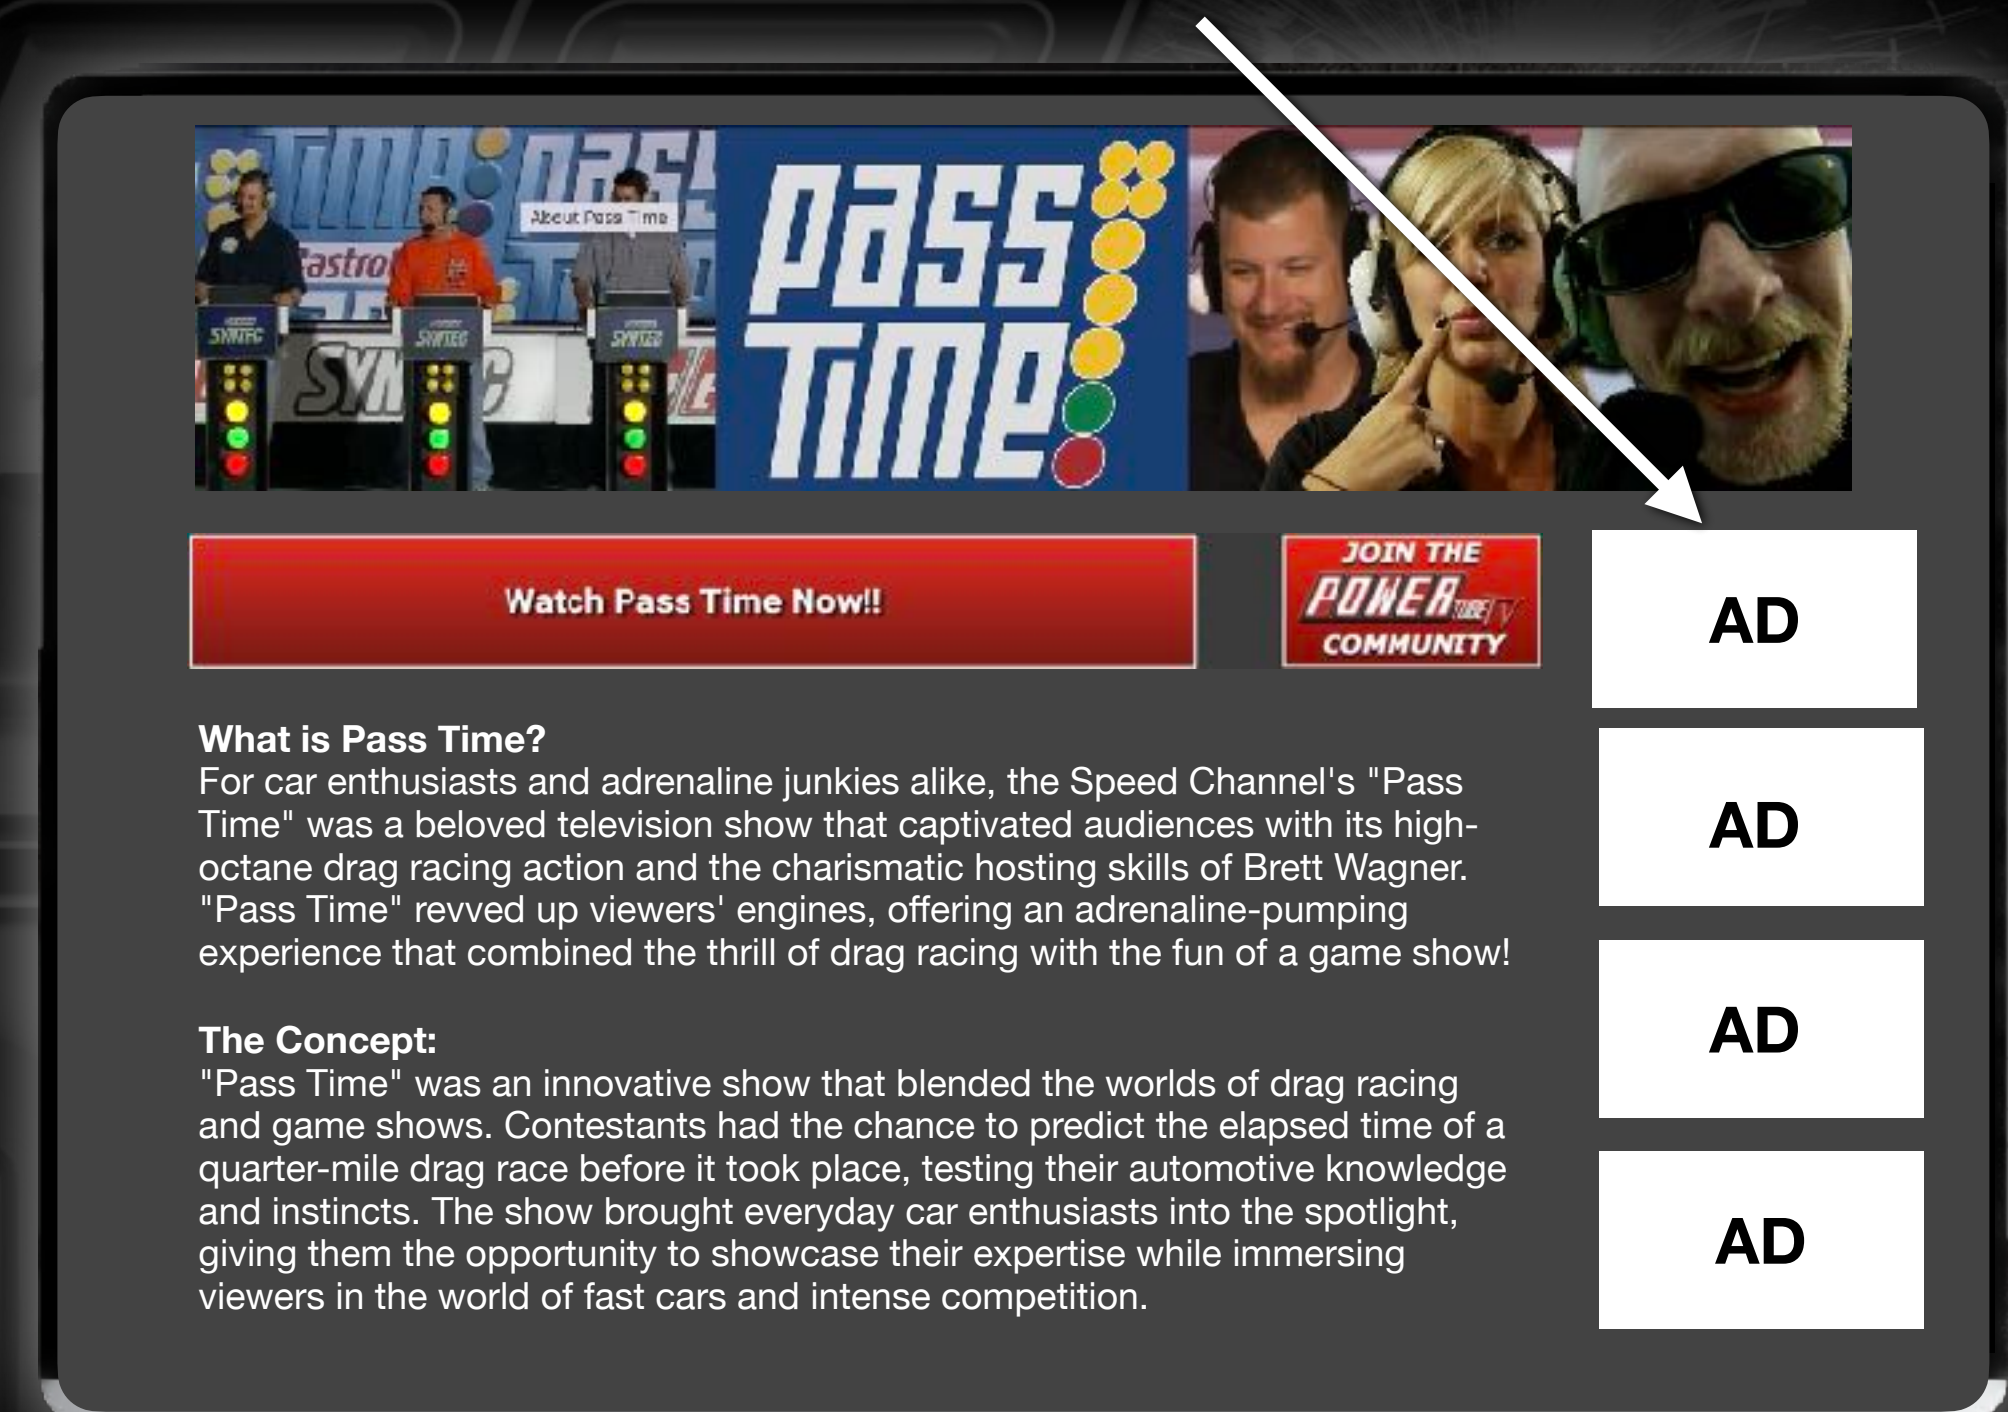 Time pass
About Pass Time
Castrol
SYNTEC SYNTEC SYNTEC
SYNTEC
pass
Time
Watch Pass Time Now!!
JOIN THE
POWER TUBE TV
COMMUNITY
AD
What is Pass Time?
For car enthusiasts and adrenaline junkies alike, the Speed Channel's "Pass
Time" was a beloved television show that captivated audiences with its high-
octane drag racing action and the charismatic hosting skills of Brett Wagner.
"Pass Time" revved up viewers' engines, offering an adrenaline-pumping
experience that combined the thrill of drag racing with the fun of a game show!
AD
The Concept:
"Pass Time" was an innovative show that blended the worlds of drag racing
and game shows. Contestants had the chance to predict the elapsed time of a
quarter-mile drag race before it took place, testing their automotive knowledge
and instincts. The show brought everyday car enthusiasts into the spotlight,
giving them the opportunity to showcase their expertise while immersing
viewers in the world of fast cars and intense competition.
AD
AD